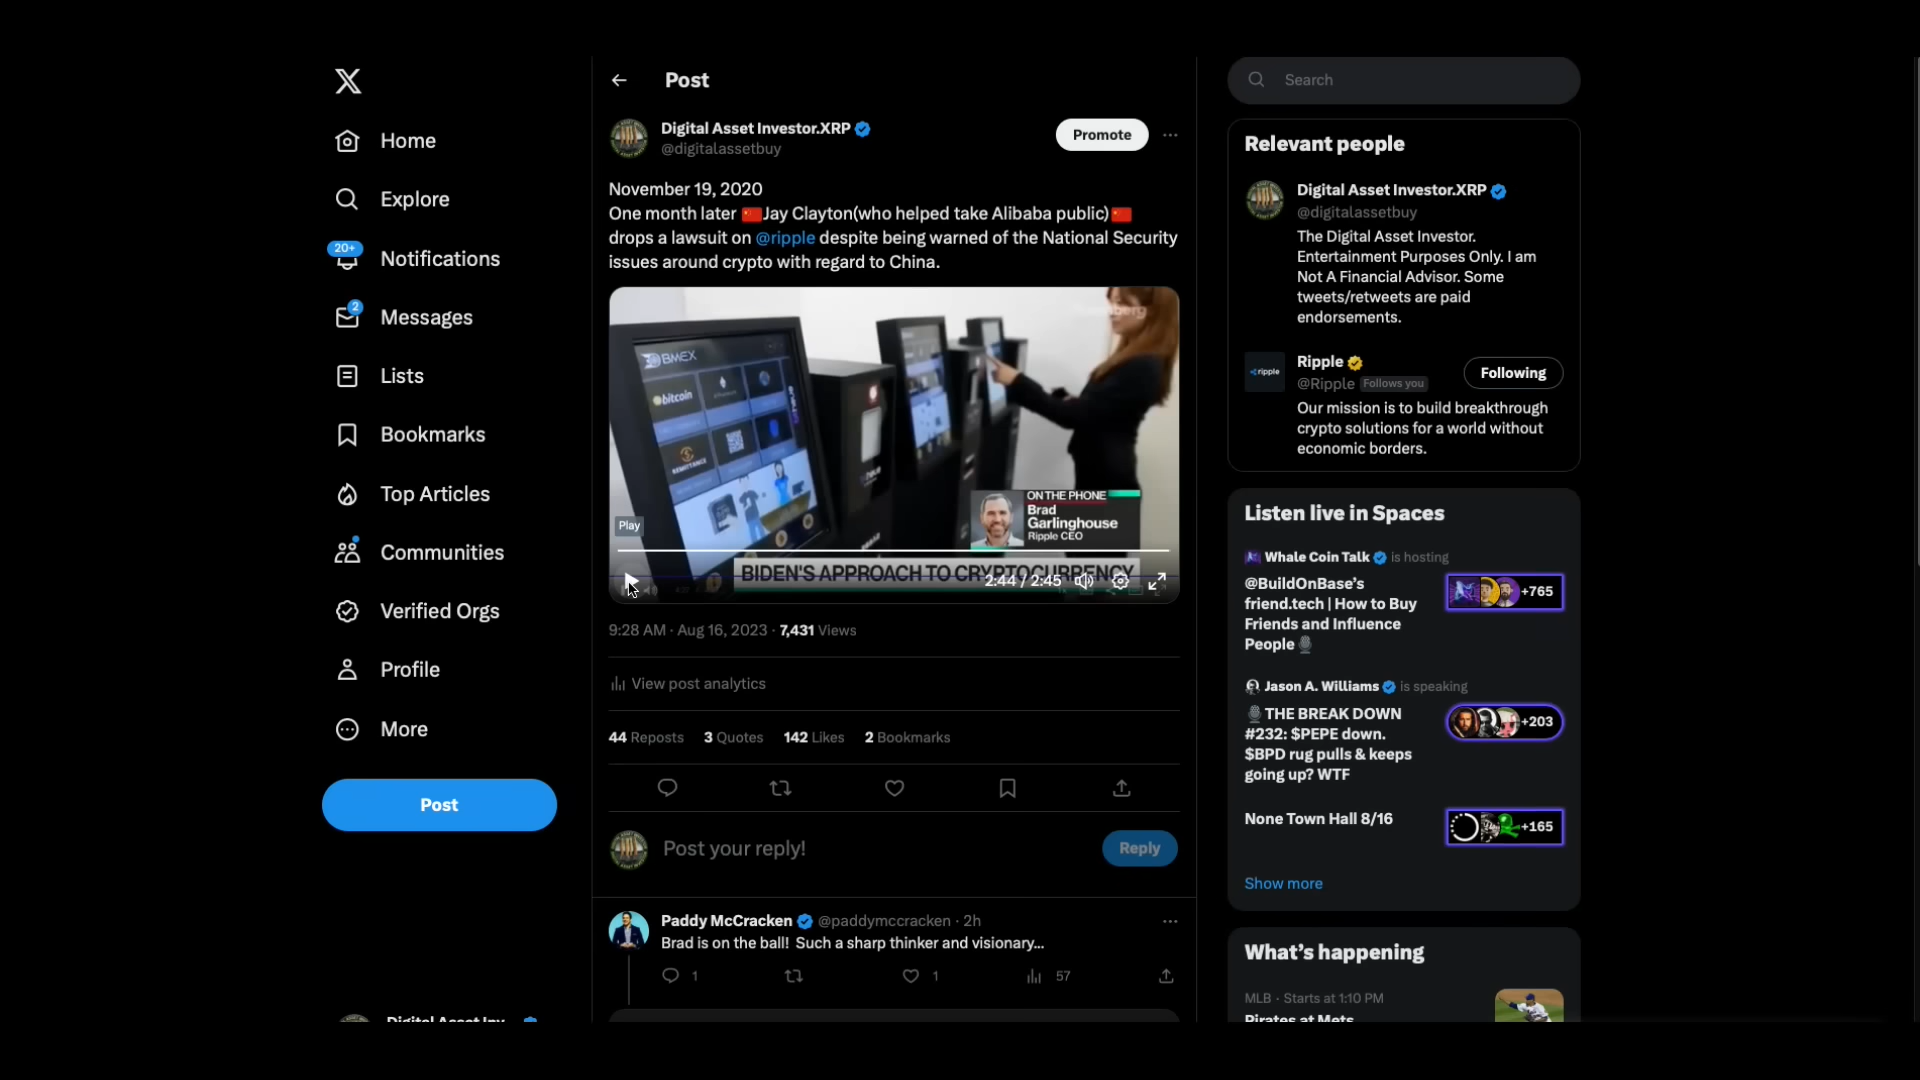 Home
Explore
20+
Notifications
2
Messages
Lists
Bookmarks
Top Articles
Communities
Verified Orgs
Profile
More
Post
Post
Digital Asset Investor.XRP
@digitalassetbuy
Promote
November 19, 2020
One month later 🇨🇳Jay Clayton(who helped take Alibaba public)🇨🇳
drops a lawsuit on @ripple despite being warned of the National Security
issues around crypto with regard to China.
BMEX
bitcoin
REMITTANCE
ON THE PHONE
Brad
Garlinghouse
Ripple CEO
Play
BIDEN'S APPROACH TO CRYPTOCURRENCY
2:44 / 2:45
9:28 AM · Aug 16, 2023 · 7,431 Views
View post analytics
44 Reposts 3 Quotes 142 Likes 2 Bookmarks
Post your reply!
Reply
Paddy McCracken @paddymccracken · 2h
Brad is on the ball! Such a sharp thinker and visionary...
1 1 57
Search
Relevant people
Digital Asset Investor.XRP
@digitalassetbuy
The Digital Asset Investor.
Entertainment Purposes Only. I am
Not A Financial Advisor. Some
tweets/retweets are paid
endorsements.
ripple
Ripple
@Ripple Follows you
Following
Our mission is to build breakthrough
crypto solutions for a world without
economic borders.
Listen live in Spaces
Whale Coin Talk is hosting
@BuildOnBase's
friend.tech | How to Buy
Friends and Influence
People🎙️
+765
Jason A. Williams is speaking
🎙️THE BREAK DOWN
#232: $PEPE down.
$BPD rug pulls & keeps
going up? WTF
+203
None Town Hall 8/16
+165
Show more
What's happening
MLB · Starts at 1:10 PM
Pirates at Mets